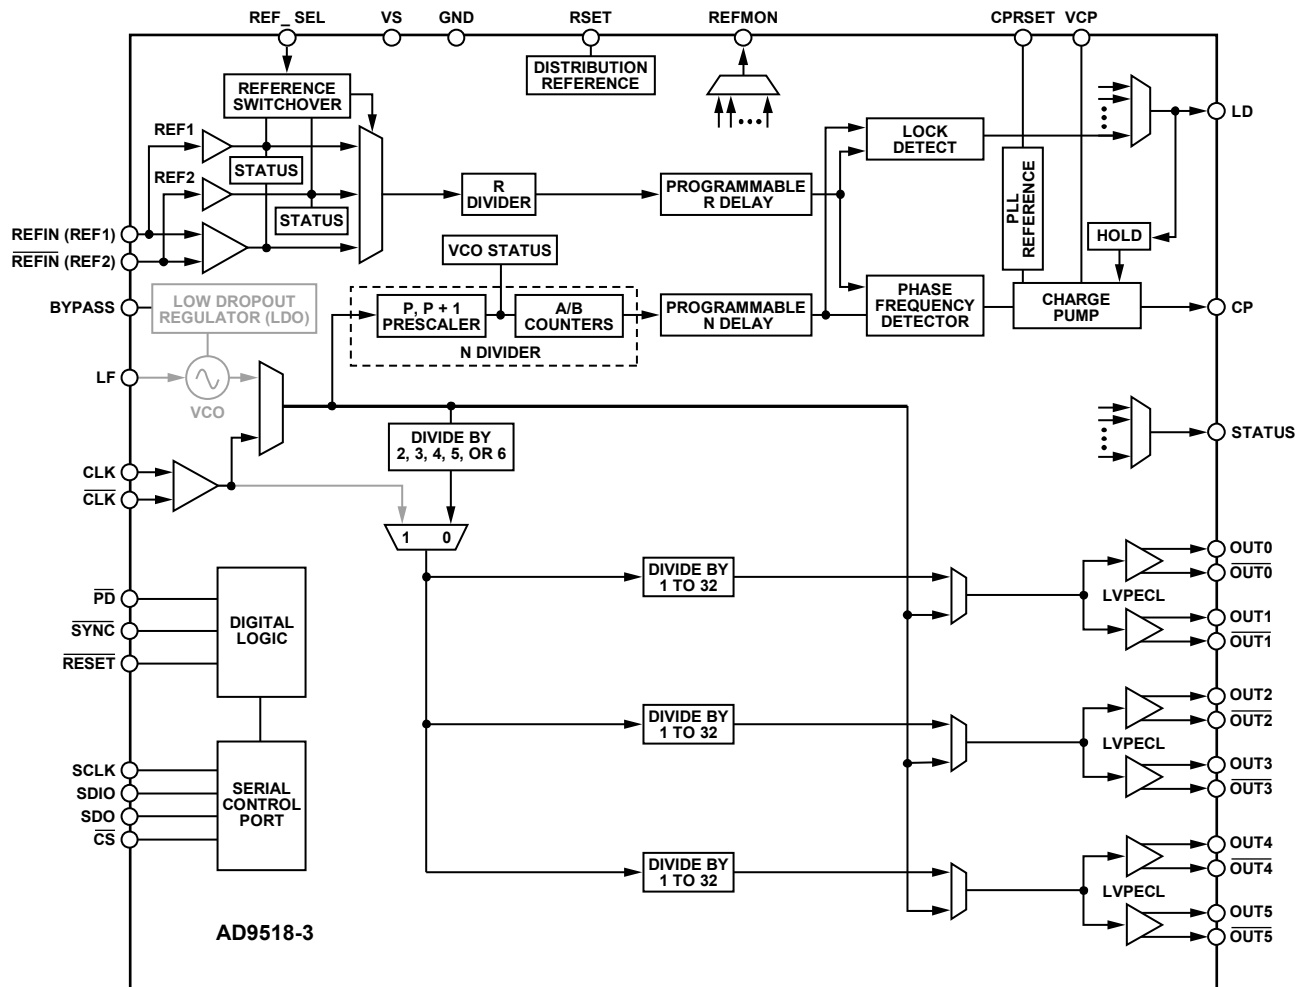 REF_ SEL
VS
GND
RSET
REFMON
CPRSET
VCP
DISTRIBUTION
REFERENCE
REFERENCE
SWITCHOVER
REF1
STATUS
REF2
STATUS
REFIN (REF1)
REFIN (REF2)
R
DIVIDER
PROGRAMMABLE
R DELAY
LOCK
DETECT
LD
PLL
REFERENCE
HOLD
VCO STATUS
BYPASS
LOW DROPOUT
REGULATOR (LDO)
P, P + 1
PRESCALER
A/B
COUNTERS
N DIVIDER
PROGRAMMABLE
N DELAY
PHASE
FREQUENCY
DETECTOR
CHARGE
PUMP
CP
LF
VCO
STATUS
DIVIDE BY
2, 3, 4, 5, OR 6
CLK
CLK
1 0
PD
SYNC
RESET
DIGITAL
LOGIC
DIVIDE BY
1 TO 32
LVPECL
OUT0
OUT0
OUT1
OUT1
DIVIDE BY
1 TO 32
LVPECL
OUT2
OUT2
OUT3
OUT3
SCLK
SDIO
SDO
CS
SERIAL
CONTROL
PORT
DIVIDE BY
1 TO 32
LVPECL
OUT4
OUT4
OUT5
OUT5
AD9518-3